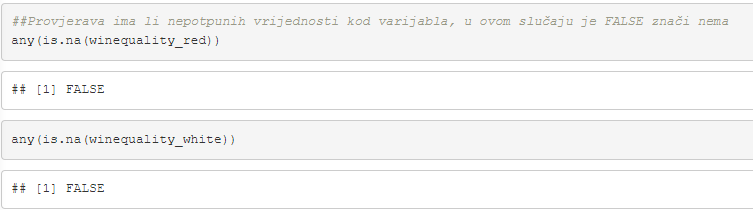 ##Provjerava ima li nepotpunih vrijednosti kod varijabla, u ovom slučaju je FALSE znači nema
any(is.na(winequality_red))
## [1] FALSE
any(is.na(winequality_white))
## [1] FALSE